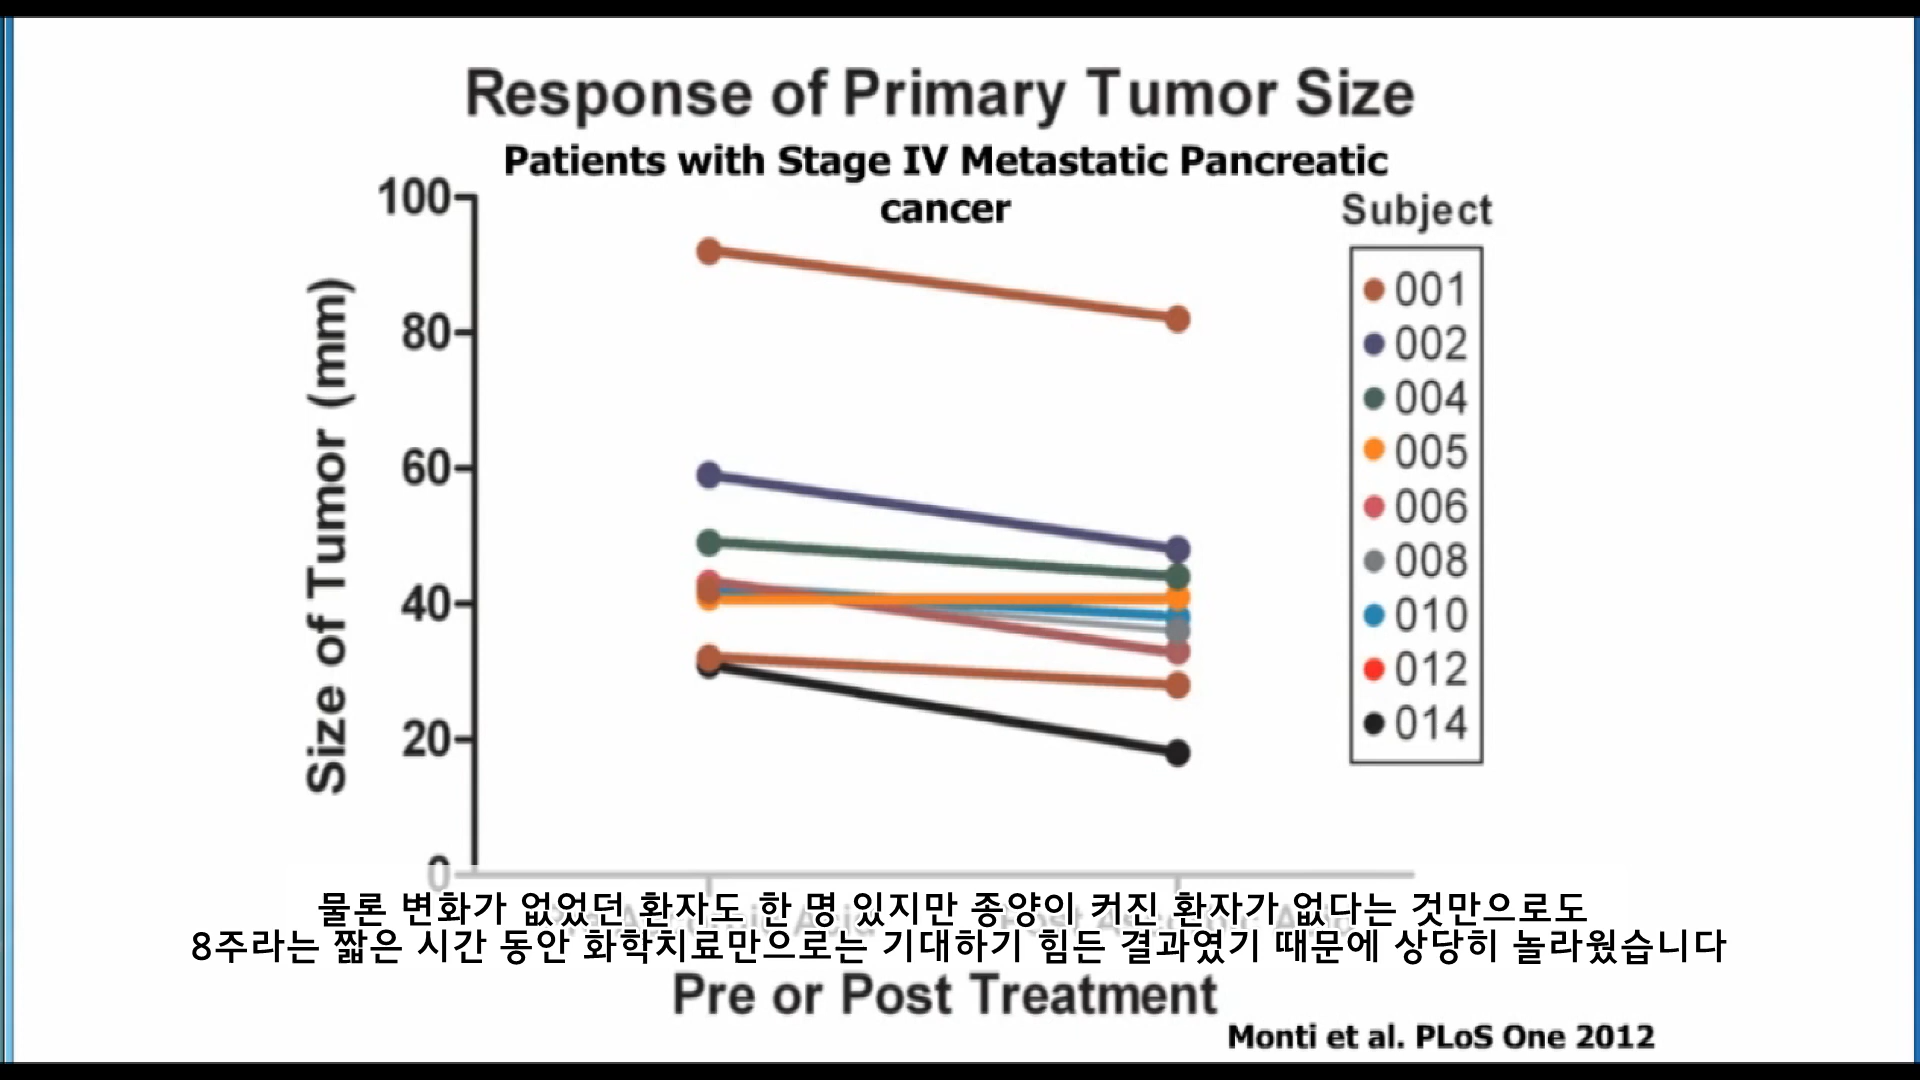 Response of Primary Tumor Size
Patients with Stage IV Metastatic Pancreatic
cancer
Size of Tumor (mm)
100
80
60
40
20
0
Subject
001
002
004
005
006
008
010
012
014
물론 변화가 없었던 환자도 한 명 있지만 종양이 커진 환자가 없다는 것만으로도
8주라는 짧은 시간 동안 화학치료만으로는 기대하기 힘든 결과였기 때문에 상당히 놀라웠습니다
Pre or Post Treatment
Monti et al. PLoS One 2012